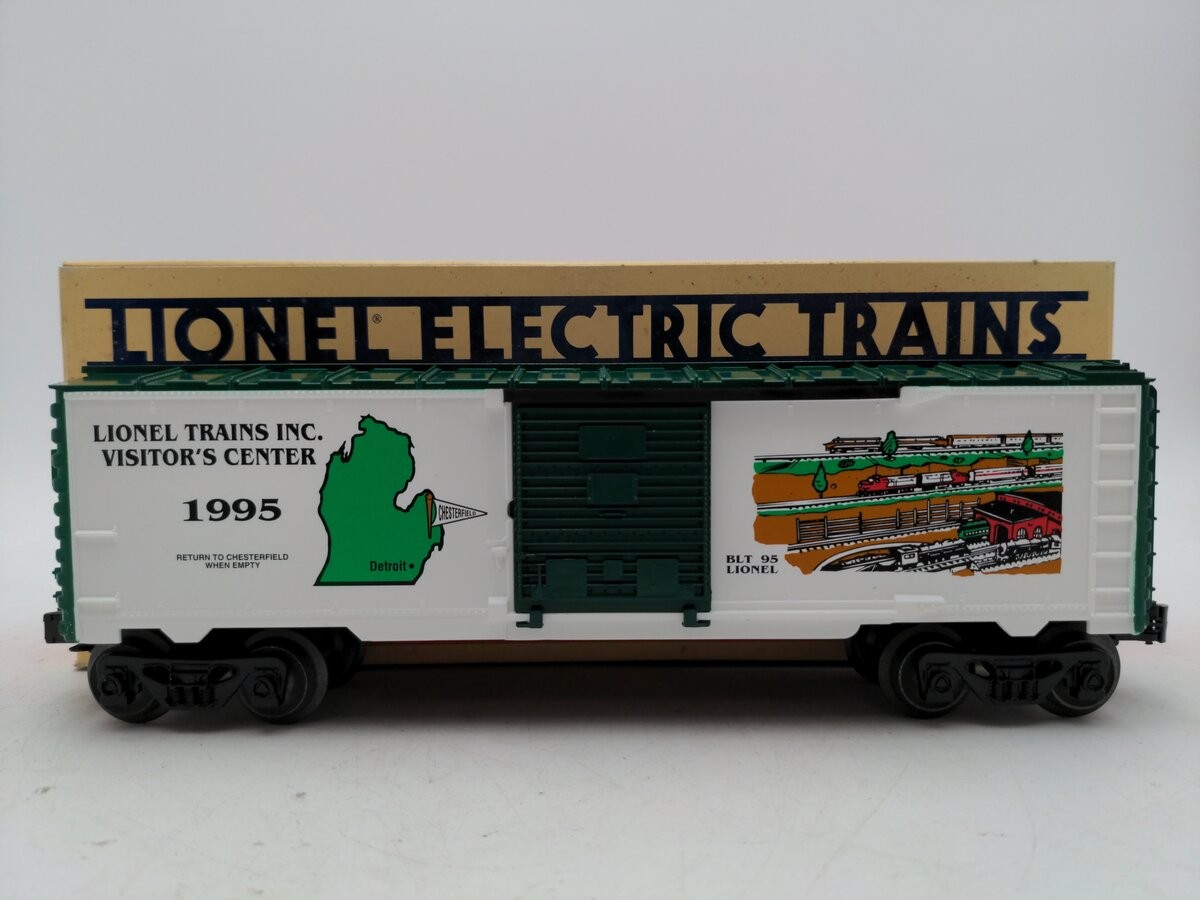 LIONEL® ELECTRIC TRAINS
LIONEL TRAINS INC.
VISITOR'S CENTER
1995
RETURN TO CHESTERFIELD
WHEN EMPTY
CHESTERFIELD
Detroit
BLT 95
LIONEL